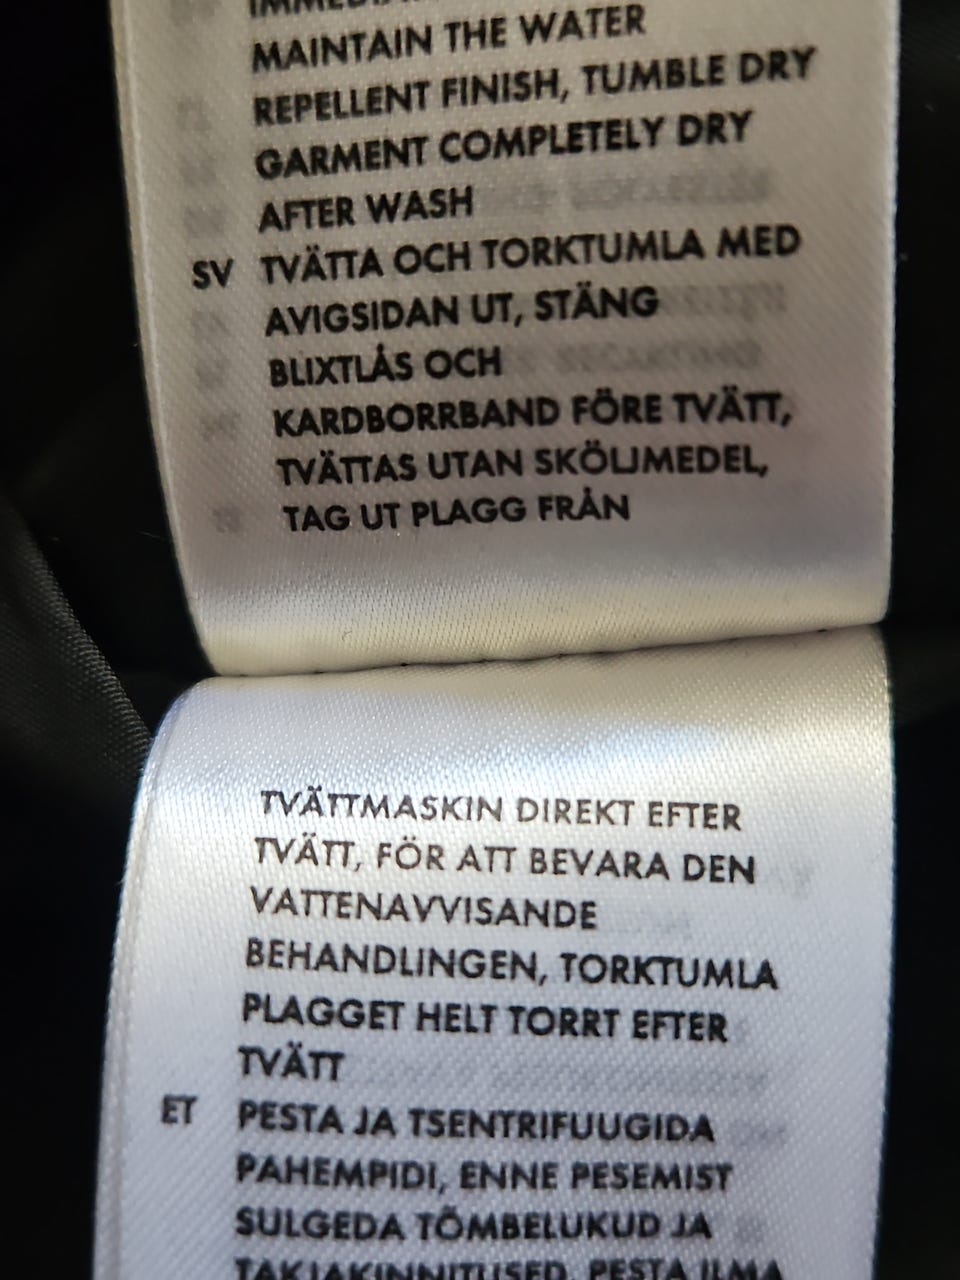 MAINTAIN THE WATER
REPELLENT FINISH, TUMBLE DRY
GARMENT COMPLETELY DRY
AFTER WASH
SV TVÄTTA OCH TORKTUMLA MED
AVIGSIDAN UT, STÄNG
BLIXTLÅS OCH
KARDBORRBAND FÖRE TVÄTT,
TVÄTTAS UTAN SKÖLJMEDEL,
TAG UT PLAGG FRÅN
TVÄTTMASKIN DIREKT EFTER
TVÄTT, FÖR ATT BEVARA DEN
VATTENAVVISANDE
BEHANDLINGEN, TORKTUMLA
PLAGGET HELT TORRT EFTER
TVÄTT
ET PESTA JA TSENTRIFUUGIDA
PAHEMPIDI, ENNE PESEMIST
SULGEDA TÕMBELUKUD JA
TAKJAKINNITUSED, PESTA ILMA